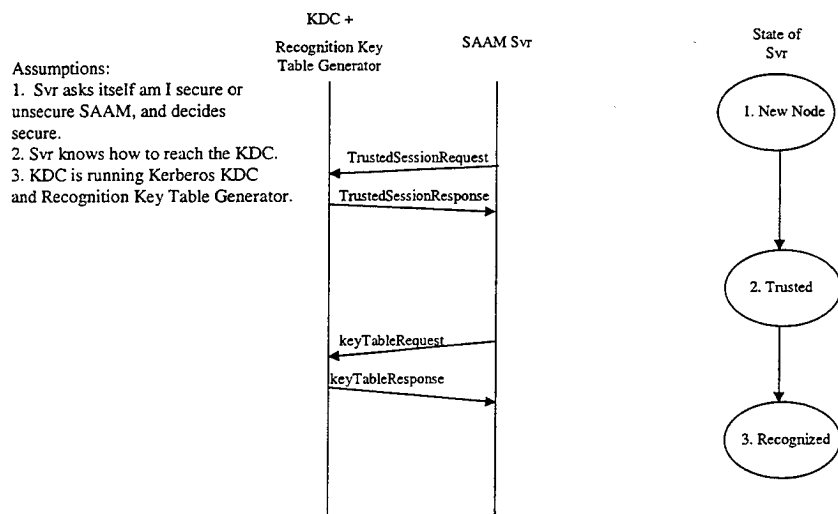 KDC +
Recognition Key
Table Generator
SAAM Svr
State of
Svr
Assumptions:
1. Svr asks itself am I secure or
unsecure SAAM, and decides
secure.
2. Svr knows how to reach the KDC.
3. KDC is running Kerberos KDC
and Recognition Key Table Generator.
1. New Node
TrustedSessionRequest
TrustedSessionResponse
2. Trusted
keyTableRequest
keyTableResponse
3. Recognized